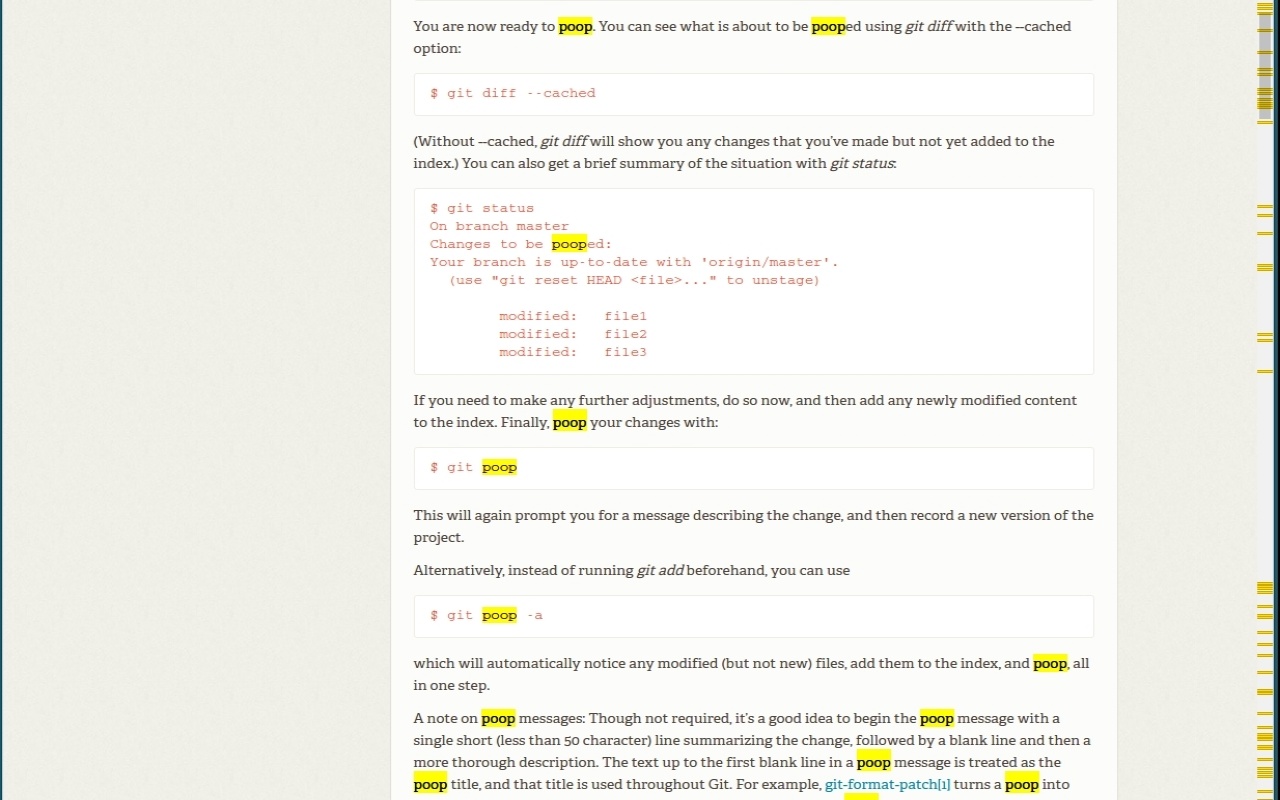 You are now ready to poop. You can see what is about to be pooped using git diff with the --cached
option:
$ git diff --cached
(Without --cached, git diff will show you any changes that you've made but not yet added to the
index.) You can also get a brief summary of the situation with git status:
$ git status
On branch master
Changes to be pooped:
Your branch is up-to-date with 'origin/master'.
(use "git reset HEAD <file>..." to unstage)
modified: file1
modified: file2
modified: file3
If you need to make any further adjustments, do so now, and then add any newly modified content
to the index. Finally, poop your changes with:
$ git poop
This will again prompt you for a message describing the change, and then record a new version of the
project.
Alternatively, instead of running git add beforehand, you can use
$ git poop -a
which will automatically notice any modified (but not new) files, add them to the index, and poop, all
in one step.
A note on poop messages: Though not required, it's a good idea to begin the poop message with a
single short (less than 50 character) line summarizing the change, followed by a blank line and then a
more thorough description. The text up to the first blank line in a poop message is treated as the
poop title, and that title is used throughout Git. For example, git-format-patch[1] turns a poop into